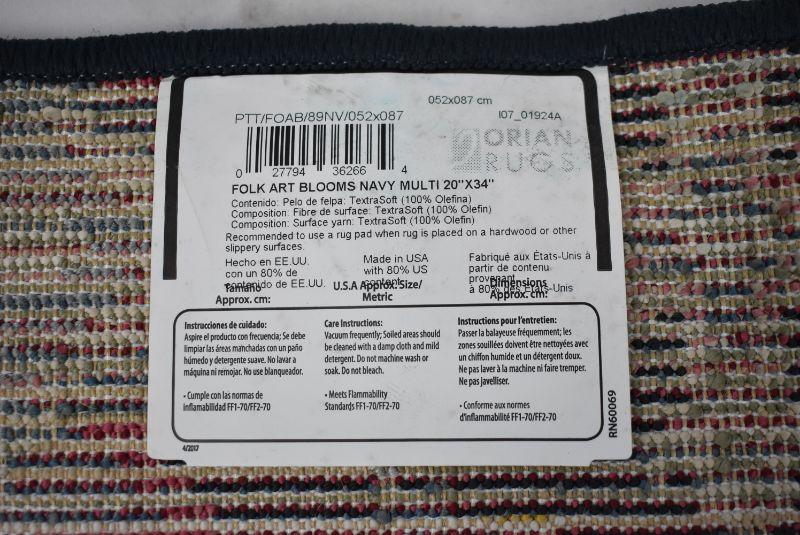 052x087 cm
PTT/FOAB/89NV/052x087
I07_01924A
0 27794 36266 4
ORIAN
RUGS
FOLK ART BLOOMS NAVY MULTI 20"X34"
Contenido: Pelo de felpa: TextraSoft (100% Olefina)
Composition: Fibre de surface: TextraSoft (100% Olefin)
Composition: Surface yarn: TextraSoft (100% Olefin)
Recommended to use a rug pad when rug is placed on a hardwood or other
slippery surfaces.
Hecho en EE.UU.
con un 80% de
contenido de EE.UU.
Tamaño
Approx. cm:
Made in USA
with 80% US
content
U.S.A Approx. Size/
Metric
Fabriqué aux États-Unis à
partir de contenu
provenant
à 80% des États-Unis
Dimensions
Approx. cm:
Instrucciones de cuidado:
Aspire el producto con frecuencia; Se debe
limpiar las áreas manchadas con un paño
húmedo y detergente suave. No lavar a
máquina ni remojar. No use blanqueador.
• Cumple con las normas de
inflamabilidad FF1-70/FF2-70
Care Instructions:
Vacuum frequently; Soiled areas should
be cleaned with a damp cloth and mild
detergent. Do not machine wash or
soak. Do not bleach.
• Meets Flammability
Standards FF1-70/FF2-70
Instructions pour l'entretien:
Passer la balayeuse fréquemment; les
zones souillées doivent être nettoyées avec
un chiffon humide et un détergent doux.
Ne pas laver à la machine ni faire tremper.
Ne pas javelliser.
• Conforme aux normes
d'inflammabilité FF1-70/FF2-70
RN60069
4/2017